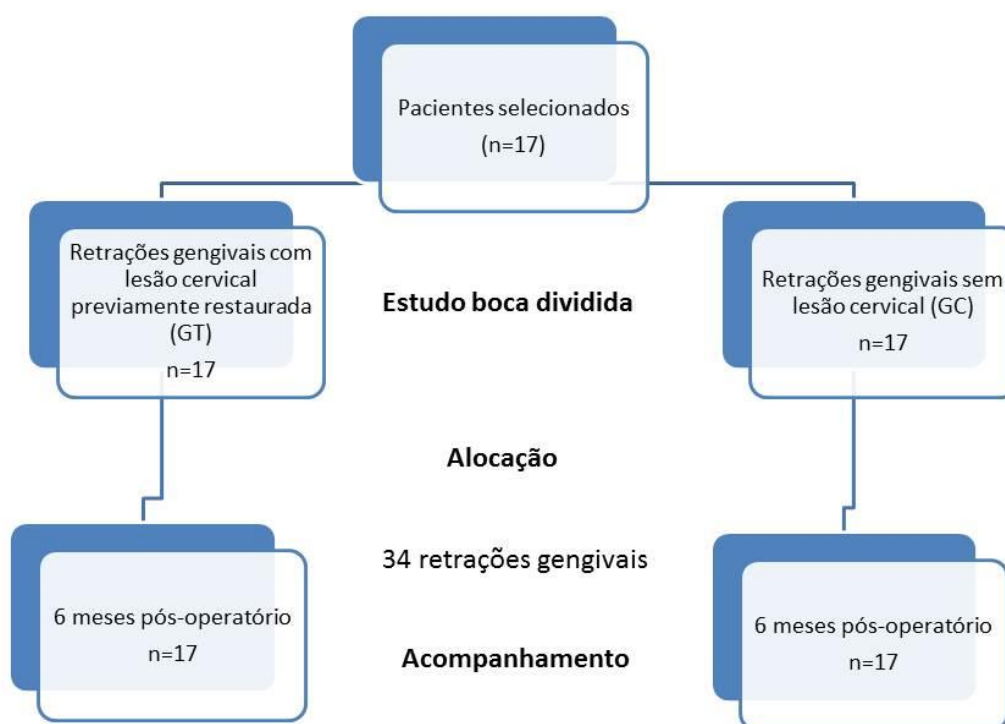 Pacientes selecionados
(n=17)
Retrações gengivais com
lesão cervical
previamente restaurada
(GT)
n=17
Estudo boca dividida
Retrações gengivais sem
lesão cervical (GC)
n=17
Alocação
34 retrações gengivais
6 meses pós-operatório
n=17
Acompanhamento
6 meses pós-operatório
n=17